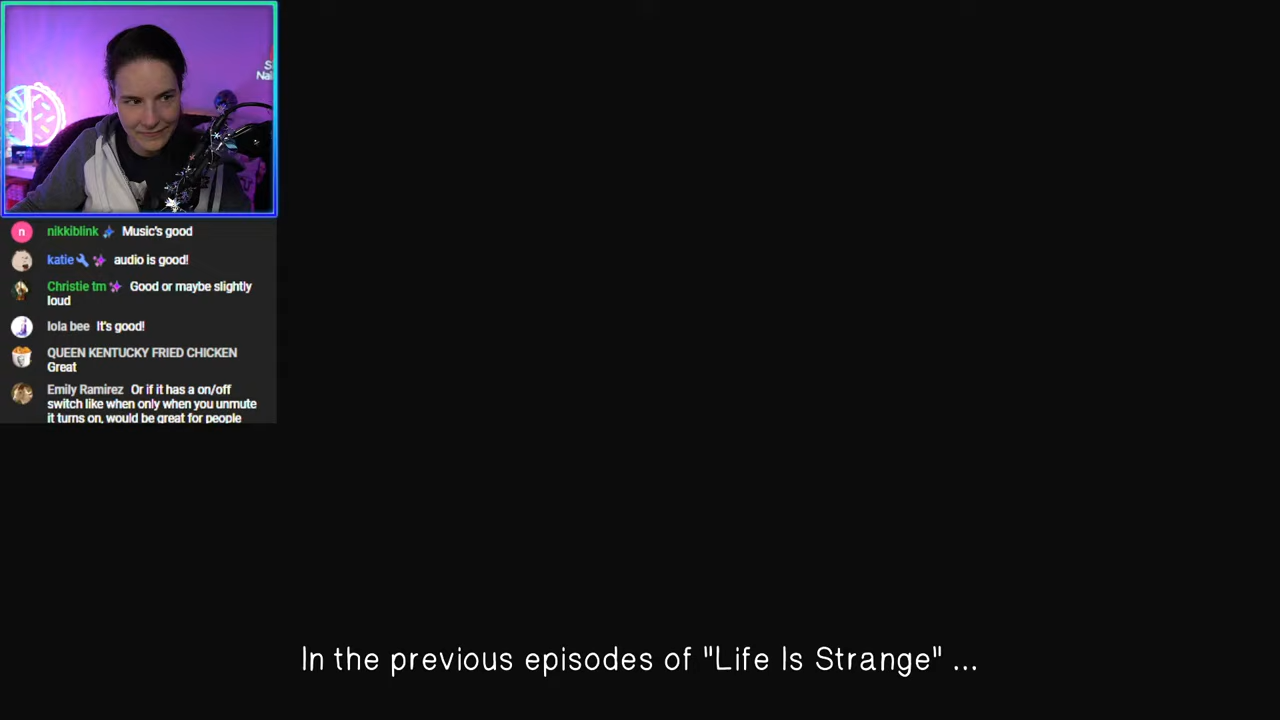 S
Nai
nikkiblink Music's good
katie audio is good!
Christie tm Good or maybe slightly
loud
lola bee It's good!
QUEEN KENTUCKY FRIED CHICKEN
Great
Emily Ramirez Or if it has a on/off
switch like when only when you unmute
it turns on, would be great for people
In the previous episodes of "Life Is Strange" ...